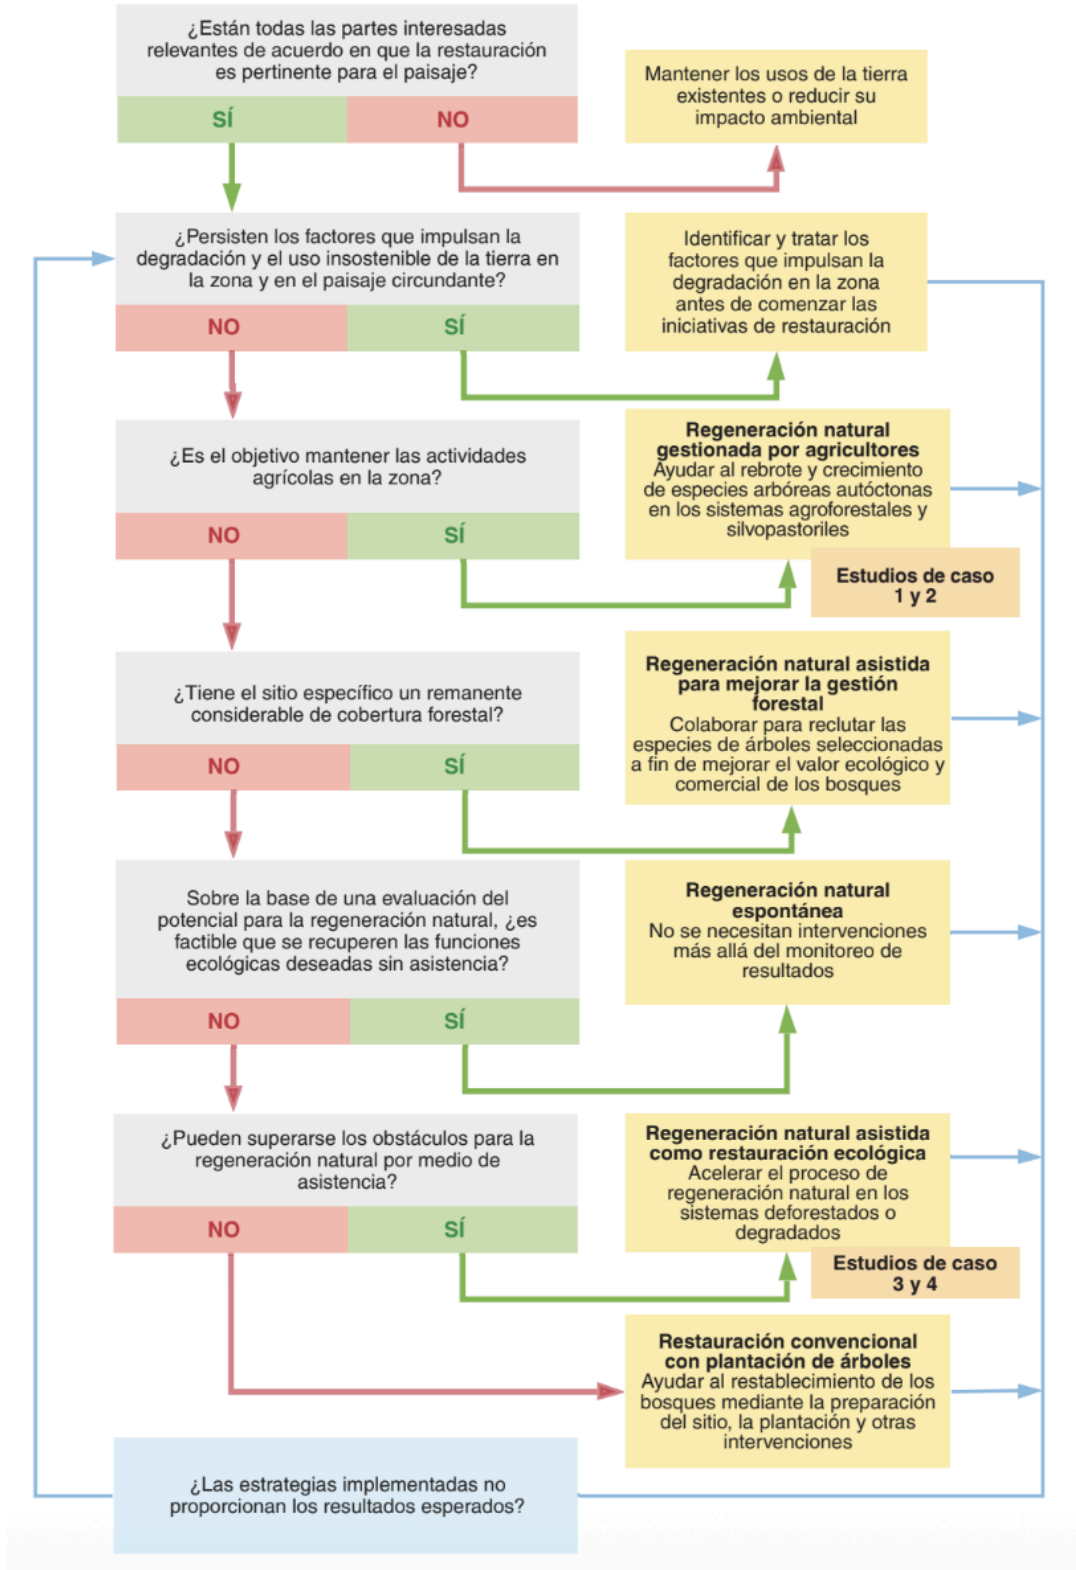 ¿Están todas las partes interesadas
relevantes de acuerdo en que la restauración
es pertinente para el paisaje?
SÍ
NO
Mantener los usos de la tierra
existentes o reducir su
impacto ambiental
¿Persisten los factores que impulsan la
degradación y el uso insostenible de la tierra en
la zona y en el paisaje circundante?
NO
SÍ
Identificar y tratar los
factores que impulsan la
degradación en la zona
antes de comenzar las
iniciativas de restauración
¿Es el objetivo mantener las actividades
agrícolas en la zona?
NO
SÍ
Regeneración natural
gestionada por agricultores
Ayudar al rebrote y crecimiento
de especies arbóreas autóctonas
en los sistemas agroforestales y
silvopastoriles
Estudios de caso
1 y 2
¿Tiene el sitio específico un remanente
considerable de cobertura forestal?
NO
SÍ
Regeneración natural asistida
para mejorar la gestión
forestal
Colaborar para reclutar las
especies de árboles seleccionadas
a fin de mejorar el valor ecológico y
comercial de los bosques
Sobre la base de una evaluación del
potencial para la regeneración natural, ¿es
factible que se recuperen las funciones
ecológicas deseadas sin asistencia?
NO
SÍ
Regeneración natural
espontánea
No se necesitan intervenciones
más allá del monitoreo de
resultados
¿Pueden superarse los obstáculos para la
regeneración natural por medio de
asistencia?
NO
SÍ
Regeneración natural asistida
como restauración ecológica
Acelerar el proceso de
regeneración natural en los
sistemas deforestados o
degradados
Estudios de caso
3 y 4
Restauración convencional
con plantación de árboles
Ayudar al restablecimiento de los
bosques mediante la preparación
del sitio, la plantación y otras
intervenciones
¿Las estrategias implementadas no
proporcionan los resultados esperados?